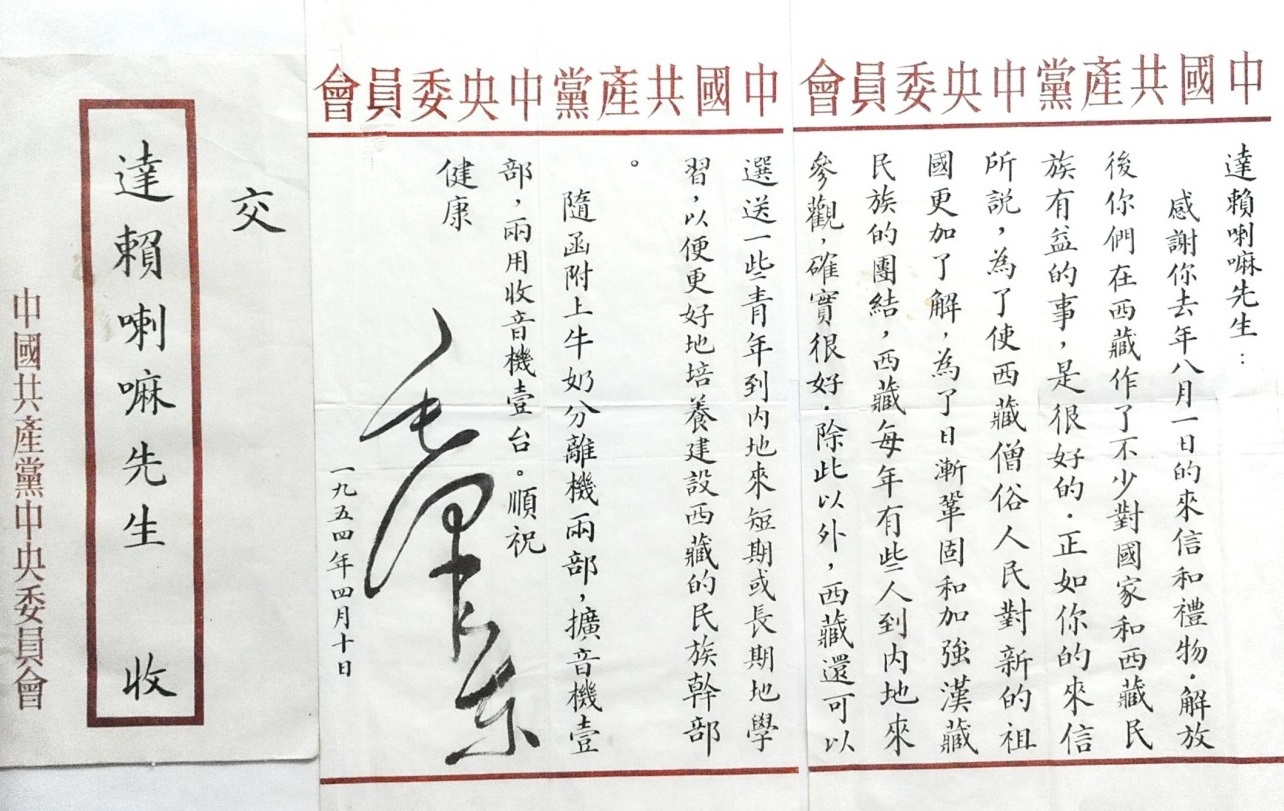 中國共產黨中央委員會
達賴喇嘛先生：
感謝你去年八月一日的來信和禮物．解放
後你們在西藏作了不少對國家和西藏民
族有益的事，是很好的．正如你的來信
所說，為了使西藏僧俗人民對新的祖
國更加了解，為了日漸鞏固和加強漢藏
民族的團結，西藏每年有些人到內地來
參觀，確實很好．除此以外，西藏還可以
中國共產黨中央委員會
選送一些青年到內地來短期或長期地學
習，以便更好地培養建設西藏的民族幹部
。
隨函附上牛奶分離機兩部，擴音機壹
部，兩用收音機壹台。順祝
健康
毛澤東
一九五四年四月十日
交
達賴喇嘛先生 收
中國共產黨中央委員會